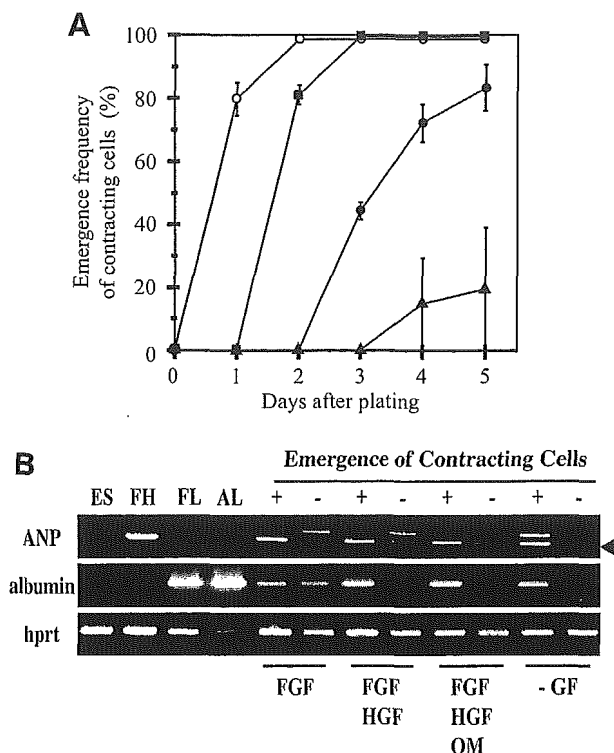 A
Emergence frequency
of contracting cells (%)
100
80
60
40
20
0
0 1 2 3 4 5
Days after plating
B
Emergence of Contracting Cells
ES FH FL AL + - + - + - + -
ANP
albumin
hprt
FGF FGF FGF - GF
HGF HGF
OM